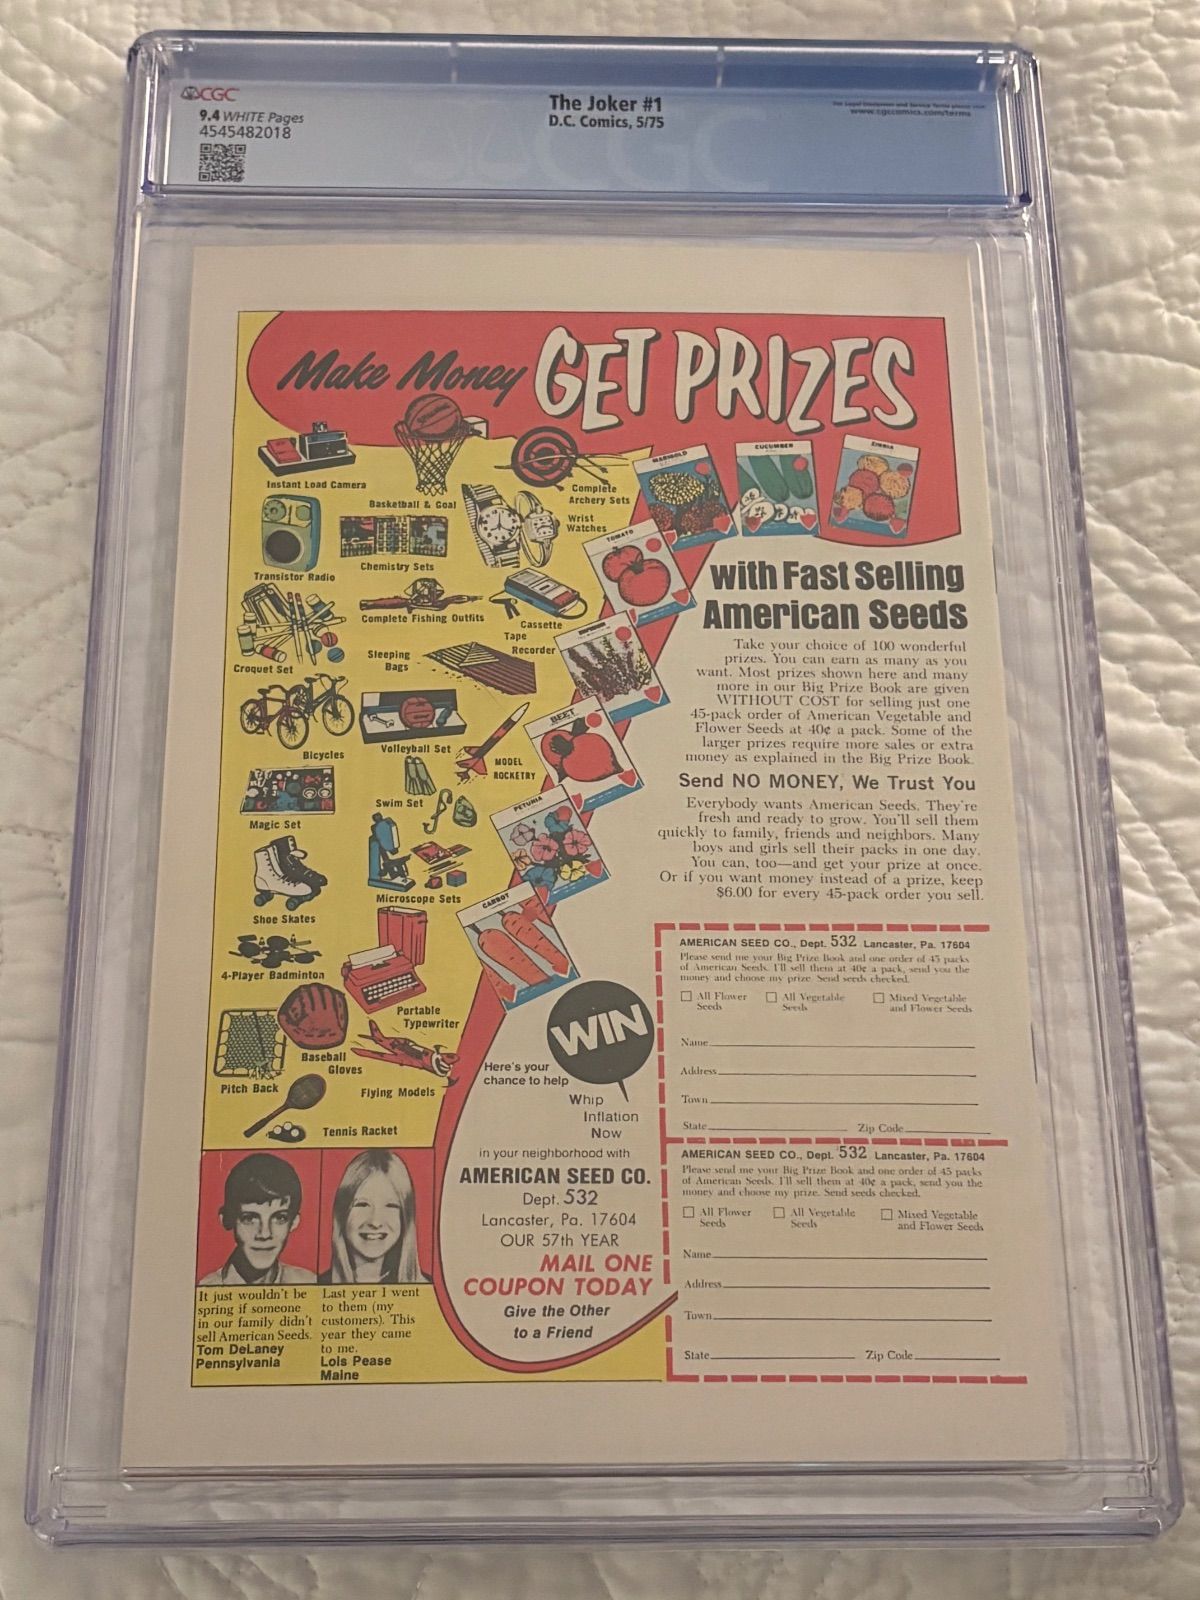 CGC
9.4 WHITE Pages
4545482018
The Joker #1
D.C. Comics, 5/75
www.cgccomics.com/terms
CGC
Make Money GET PRIZES
Instant Load Camera
Basketball & Goal
Complete
Archery Sets
MARIGOLD
CUCUMBER
ZINNIA
Wrist
Watches
Transistor Radio
Chemistry Sets
TOMATO
Complete Fishing Outfits
Cassette
Tape
Recorder
Croquet Set
Sleeping
Bags
Bicycles
Volleyball Set
BEET
MODEL
ROCKETRY
Magic Set
Swim Set
PETUNIA
Shoe Skates
Microscope Sets
CARROT
4-Player Badminton
Portable
Typewriter
Baseball
Gloves
Pitch Back
Flying Models
Tennis Racket
with Fast Selling
American Seeds
Take your choice of 100 wonderful
prizes. You can earn as many as you
want. Most prizes shown here and many
more in our Big Prize Book are given
WITHOUT COST for selling just one
45-pack order of American Vegetable and
Flower Seeds at 40¢ a pack. Some of the
larger prizes require more sales or extra
money as explained in the Big Prize Book.
Send NO MONEY, We Trust You
Everybody wants American Seeds. They're
fresh and ready to grow. You'll sell them
quickly to family, friends and neighbors. Many
boys and girls sell their packs in one day.
You can, too—and get your prize at once.
Or if you want money instead of a prize, keep
$6.00 for every 45-pack order you sell.
WIN
Here's your
chance to help
Whip
Inflation
Now
in your neighborhood with
AMERICAN SEED CO.
Dept. 532
Lancaster, Pa. 17604
OUR 57th YEAR
MAIL ONE
COUPON TODAY
Give the Other
to a Friend
AMERICAN SEED CO., Dept. 532 Lancaster, Pa. 17604
Please send me your Big Prize Book and one order of 45 packs
of American Seeds. I'll sell them at 40¢ a pack, send you the
money and choose my prize. Send seeds checked.
All Flower
Seeds
All Vegetable
Seeds
Mixed Vegetable
and Flower Seeds
Name
Address
Town
State Zip Code
AMERICAN SEED CO., Dept. 532 Lancaster, Pa. 17604
Please send me your Big Prize Book and one order of 45 packs
of American Seeds. I'll sell them at 40¢ a pack, send you the
money and choose my prize. Send seeds checked.
All Flower
Seeds
All Vegetable
Seeds
Mixed Vegetable
and Flower Seeds
Name
Address
Town
State Zip Code
It just wouldn't be
spring if someone
in our family didn't
sell American Seeds.
Tom DeLaney
Pennsylvania
Last year I went
to them (my
customers). This
year they came
to me.
Lois Pease
Maine